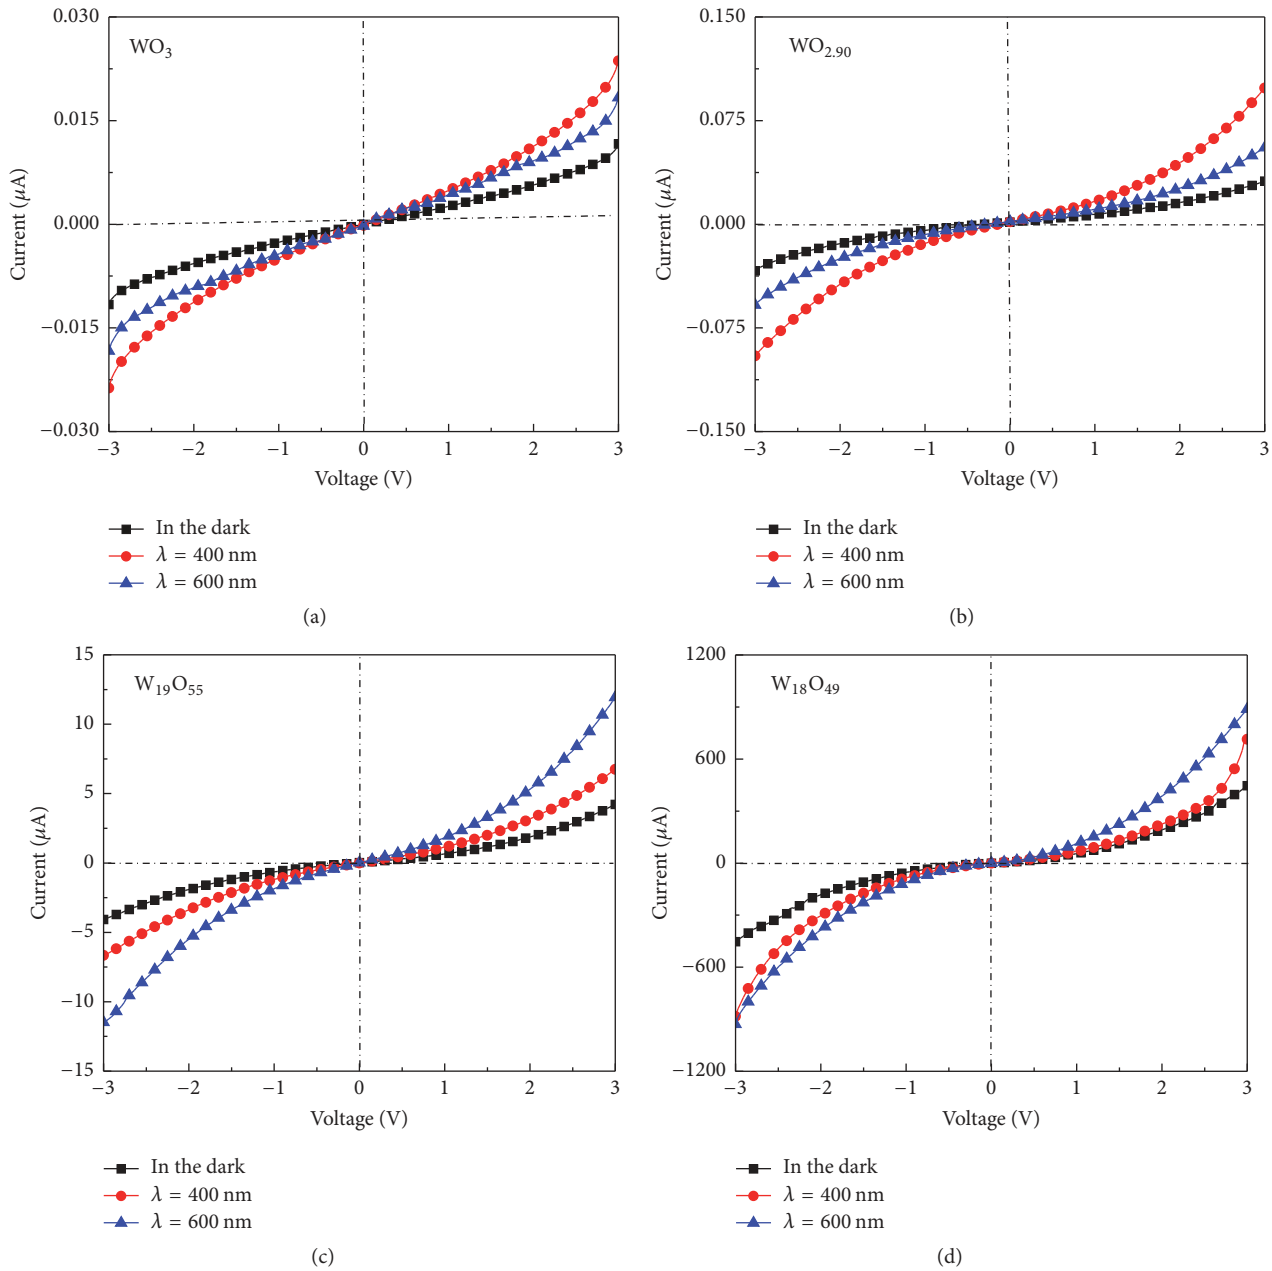 WO3
0.030
0.015
0.000
−0.015
−0.030
Current (μA)
−3 −2 −1 0 1 2 3
Voltage (V)
In the dark
λ = 400 nm
λ = 600 nm
(a)
WO2.90
0.150
0.075
0.000
−0.075
−0.150
Current (μA)
−3 −2 −1 0 1 2 3
Voltage (V)
In the dark
λ = 400 nm
λ = 600 nm
(b)
W19O55
15
10
5
0
−5
−10
−15
Current (μA)
−3 −2 −1 0 1 2 3
Voltage (V)
In the dark
λ = 400 nm
λ = 600 nm
(c)
W18O49
1200
600
0
−600
−1200
Current (μA)
−3 −2 −1 0 1 2 3
Voltage (V)
In the dark
λ = 400 nm
λ = 600 nm
(d)